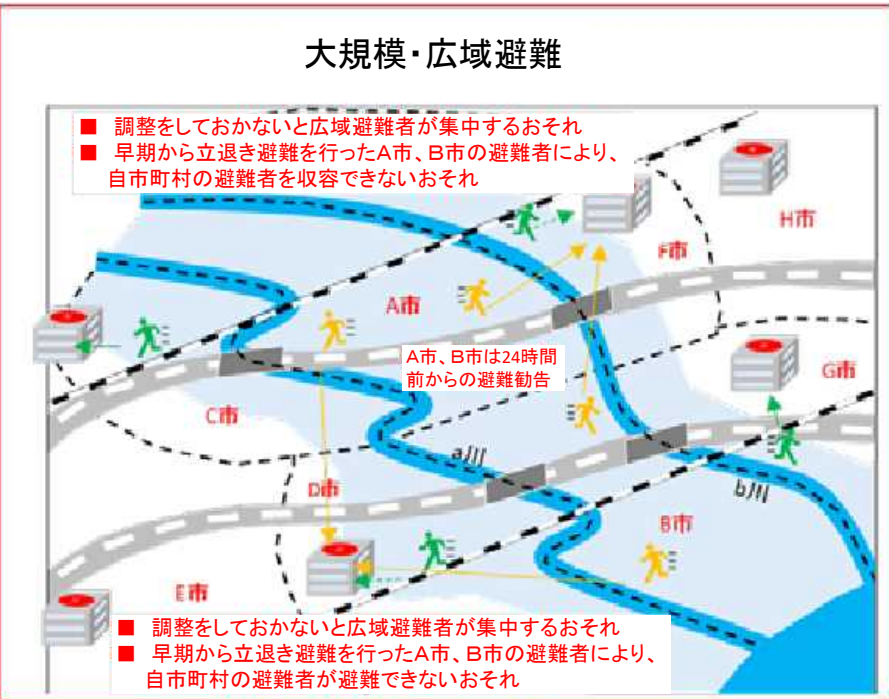 大規模・広域避難
■ 調整をしておかないと広域避難者が集中するおそれ
■ 早期から立退き避難を行ったA市、B市の避難者により、
自市町村の避難者を収容できないおそれ
H市
F市
A市
A市、B市は24時間
前からの避難勧告
G市
C市
a川
b川
D市
B市
E市
■ 調整をしておかないと広域避難者が集中するおそれ
■ 早期から立退き避難を行ったA市、B市の避難者により、
自市町村の避難者が避難できないおそれ